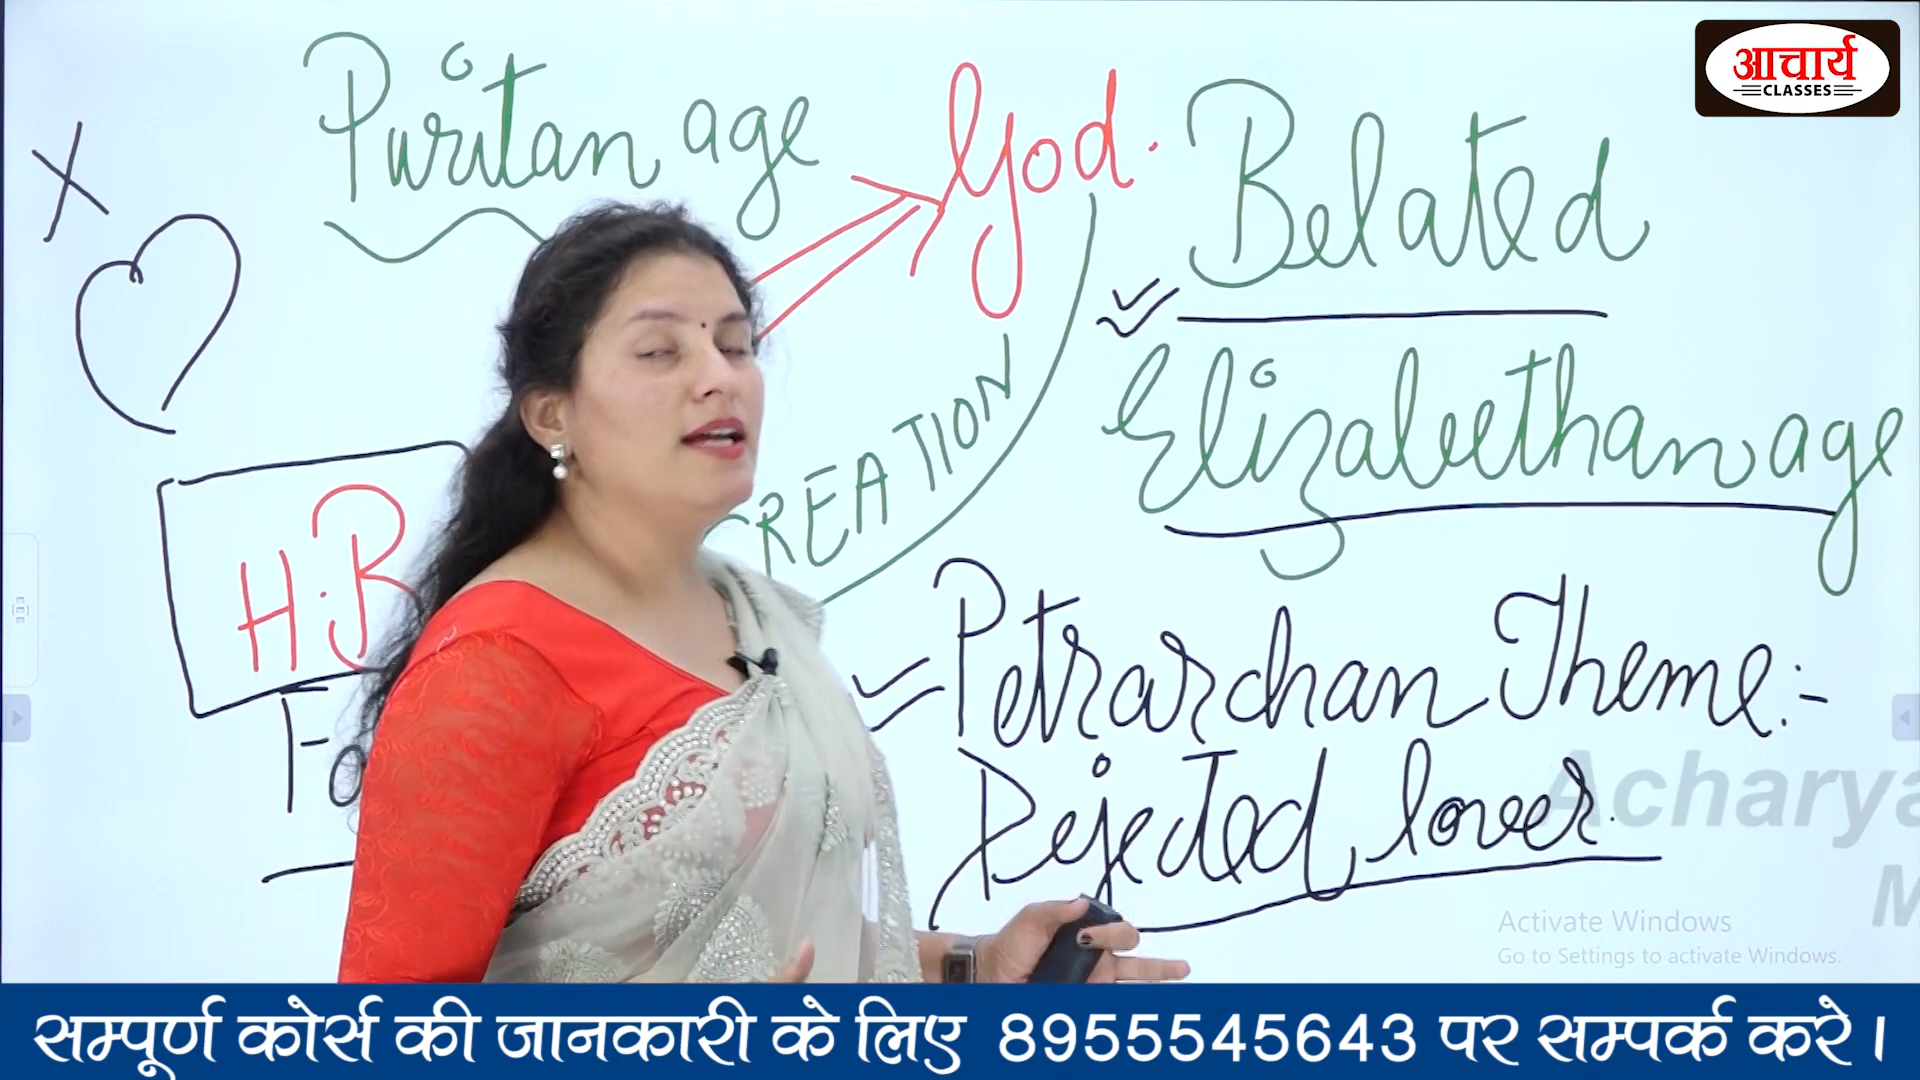 Puritan age
God.
Belated
Elizabethan age
REATION
H.R
Petrarchan Theme:-
Rejected lover.
आचार्य
CLASSES
Acharya
M
Activate Windows
Go to Settings to activate Windows.
सम्पूर्ण कोर्स की जानकारी के लिए 8955545643 पर सम्पर्क करे ।